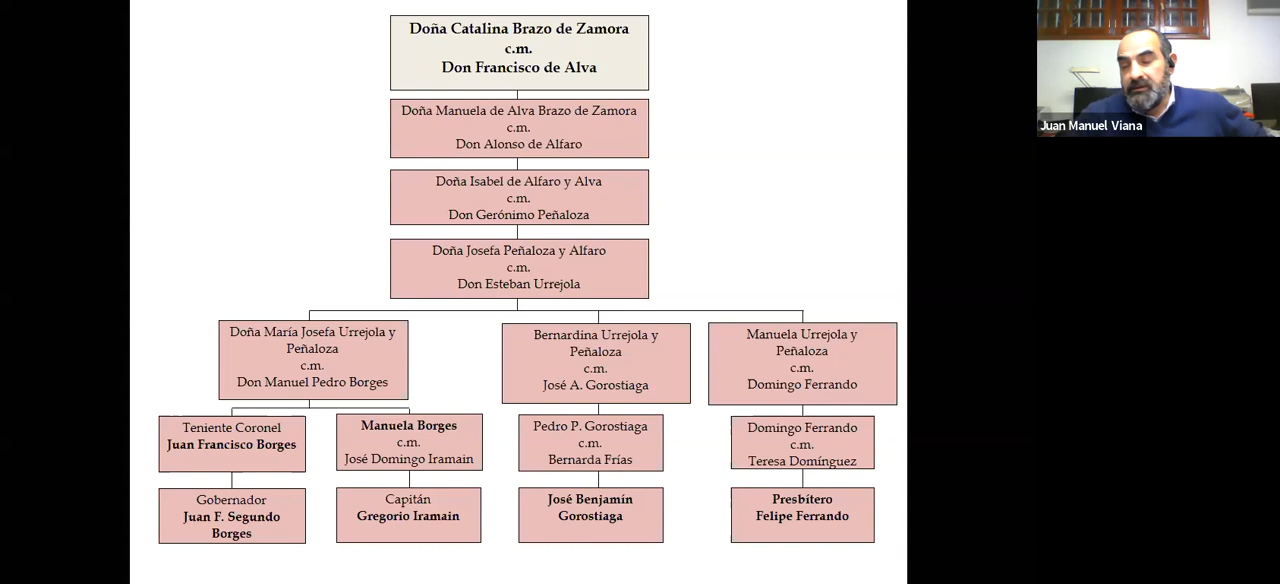 Doña Catalina Brazo de Zamora
c.m.
Don Francisco de Alva
Doña Manuela de Alva Brazo de Zamora
c.m.
Don Alonso de Alfaro
Doña Isabel de Alfaro y Alva
c.m.
Don Gerónimo Peñaloza
Doña Josefa Peñaloza y Alfaro
c.m.
Don Esteban Urrejola
Doña María Josefa Urrejola y
Peñaloza
c.m.
Don Manuel Pedro Borges
Bernardina Urrejola y
Peñaloza
c.m.
José A. Gorostiaga
Manuela Urrejola y
Peñaloza
c.m.
Domingo Ferrando
Teniente Coronel
Juan Francisco Borges
Manuela Borges
c.m.
José Domingo Iramain
Pedro P. Gorostiaga
c.m.
Bernarda Frías
Domingo Ferrando
c.m.
Teresa Domínguez
Gobernador
Juan F. Segundo
Borges
Capitán
Gregorio Iramain
José Benjamín
Gorostiaga
Presbítero
Felipe Ferrando
Juan Manuel Viana